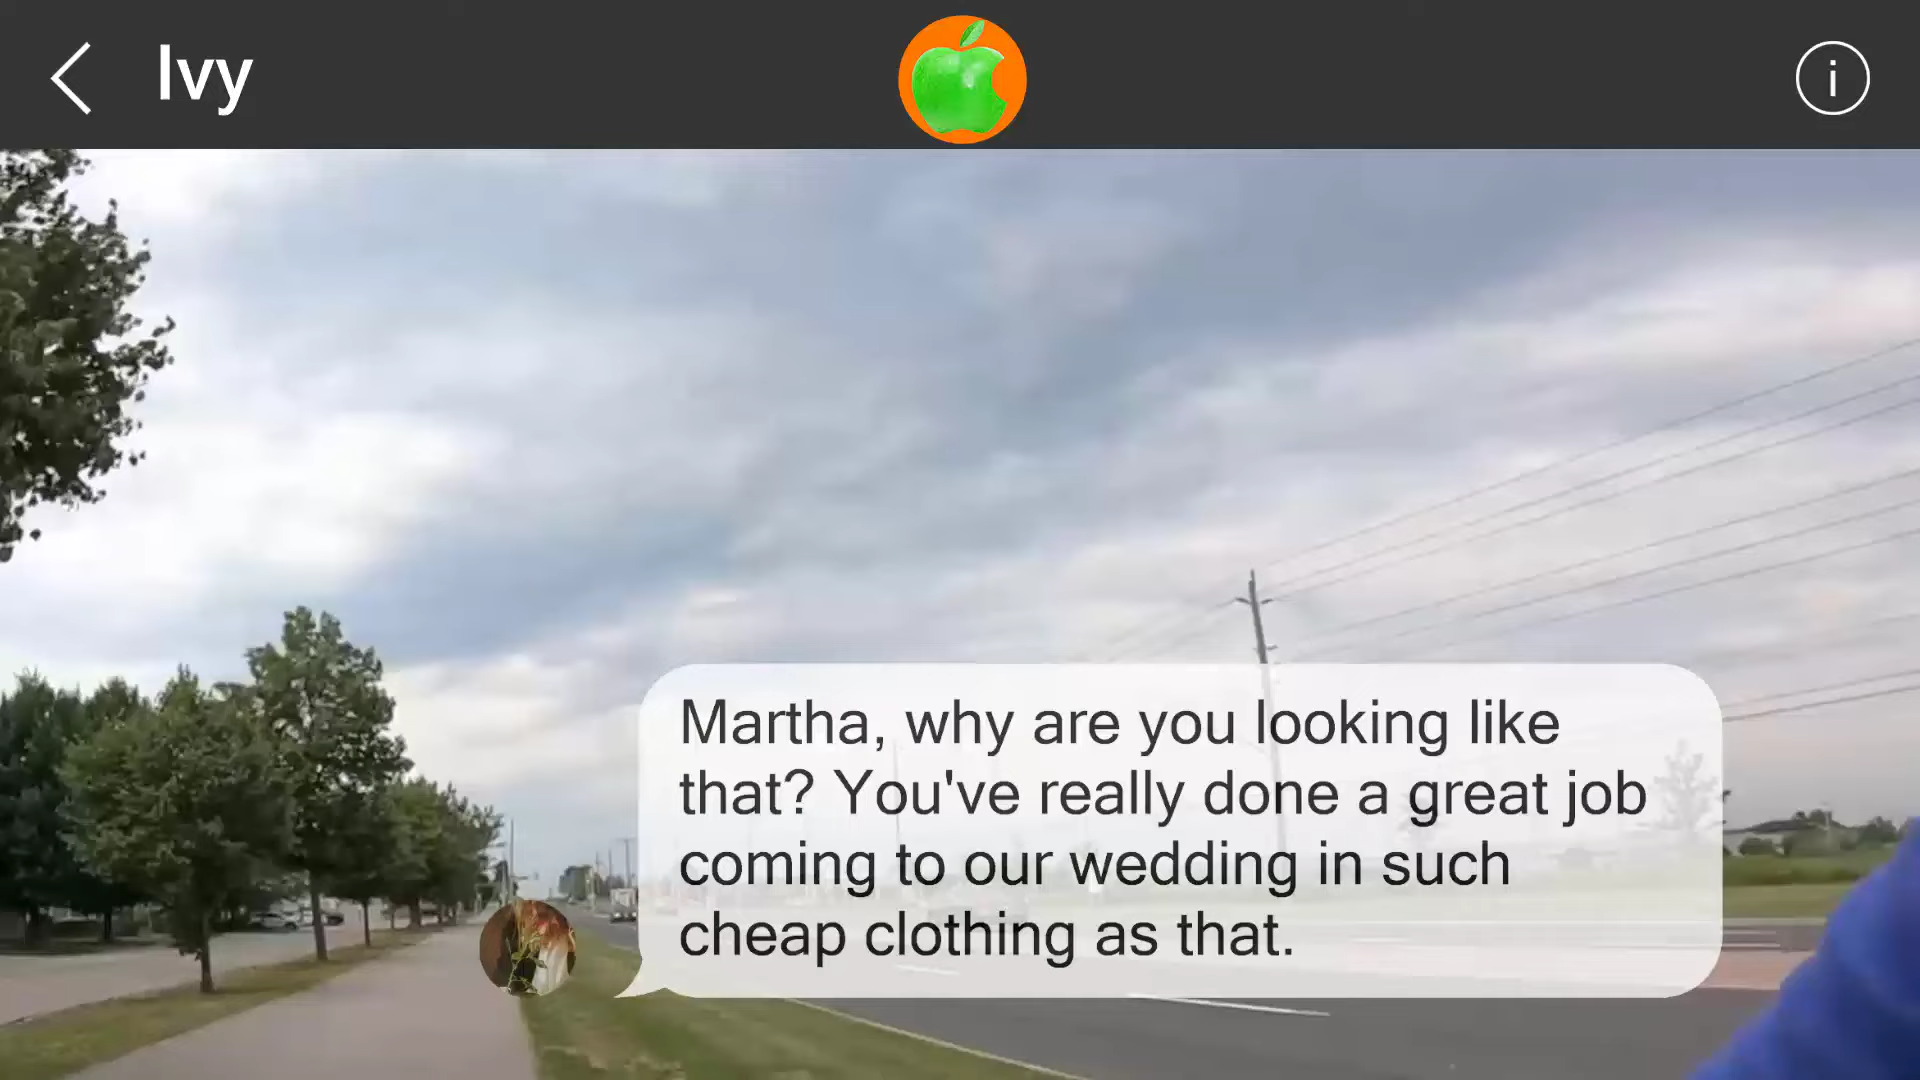 Ivy
i
Martha, why are you looking like
that? You've really done a great job
coming to our wedding in such
cheap clothing as that.